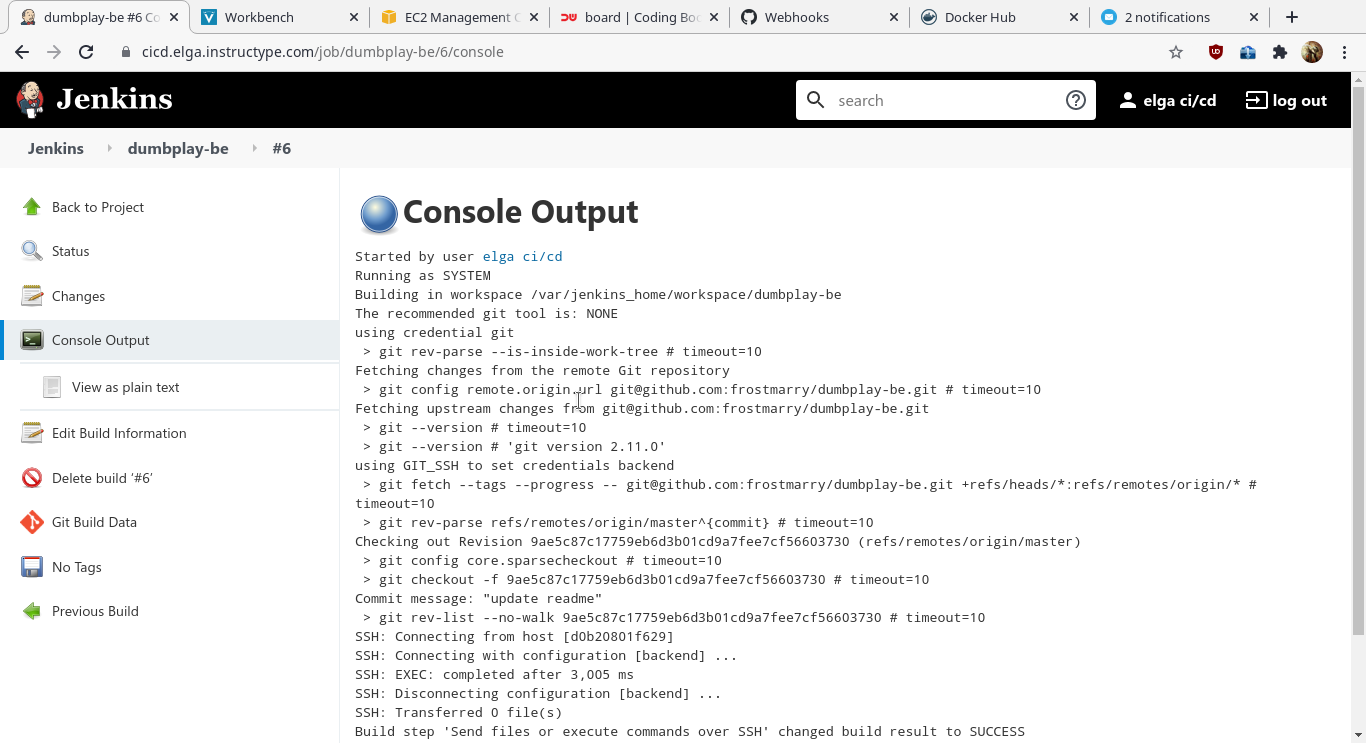 dumbplay-be #6 Co
Workbench
EC2 Management C
board | Coding Boo
Webhooks
Docker Hub
2 notifications
cicd.elga.instructype.com/job/dumbplay-be/6/console
Jenkins
search
elga ci/cd
log out
Jenkins
dumbplay-be
#6
Back to Project
Status
Changes
Console Output
View as plain text
Edit Build Information
Delete build ‘#6’
Git Build Data
No Tags
Previous Build
Console Output
Started by user elga ci/cd
Running as SYSTEM
Building in workspace /var/jenkins_home/workspace/dumbplay-be
The recommended git tool is: NONE
using credential git
> git rev-parse --is-inside-work-tree # timeout=10
Fetching changes from the remote Git repository
> git config remote.origin.url git@github.com:frostmarry/dumbplay-be.git # timeout=10
Fetching upstream changes from git@github.com:frostmarry/dumbplay-be.git
> git --version # timeout=10
> git --version # 'git version 2.11.0'
using GIT_SSH to set credentials backend
> git fetch --tags --progress -- git@github.com:frostmarry/dumbplay-be.git +refs/heads/*:refs/remotes/origin/* #
timeout=10
> git rev-parse refs/remotes/origin/master^{commit} # timeout=10
Checking out Revision 9ae5c87c17759eb6d3b01cd9a7fee7cf56603730 (refs/remotes/origin/master)
> git config core.sparsecheckout # timeout=10
> git checkout -f 9ae5c87c17759eb6d3b01cd9a7fee7cf56603730 # timeout=10
Commit message: "update readme"
> git rev-list --no-walk 9ae5c87c17759eb6d3b01cd9a7fee7cf56603730 # timeout=10
SSH: Connecting from host [d0b20801f629]
SSH: Connecting with configuration [backend] ...
SSH: EXEC: completed after 3,005 ms
SSH: Disconnecting configuration [backend] ...
SSH: Transferred 0 file(s)
Build step 'Send files or execute commands over SSH' changed build result to SUCCESS